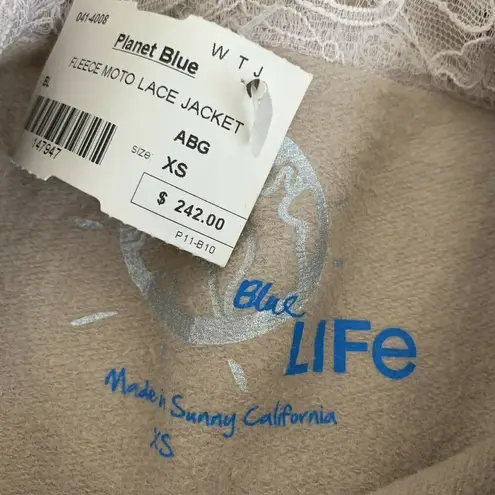 041-4008
Planet Blue
W T J
FLEECE MOTO LACE JACKET
BL
147947
ABG
SIZE XS
$ 242.00
P11-B10
Blue
LIFe
Made in Sunny California
XS